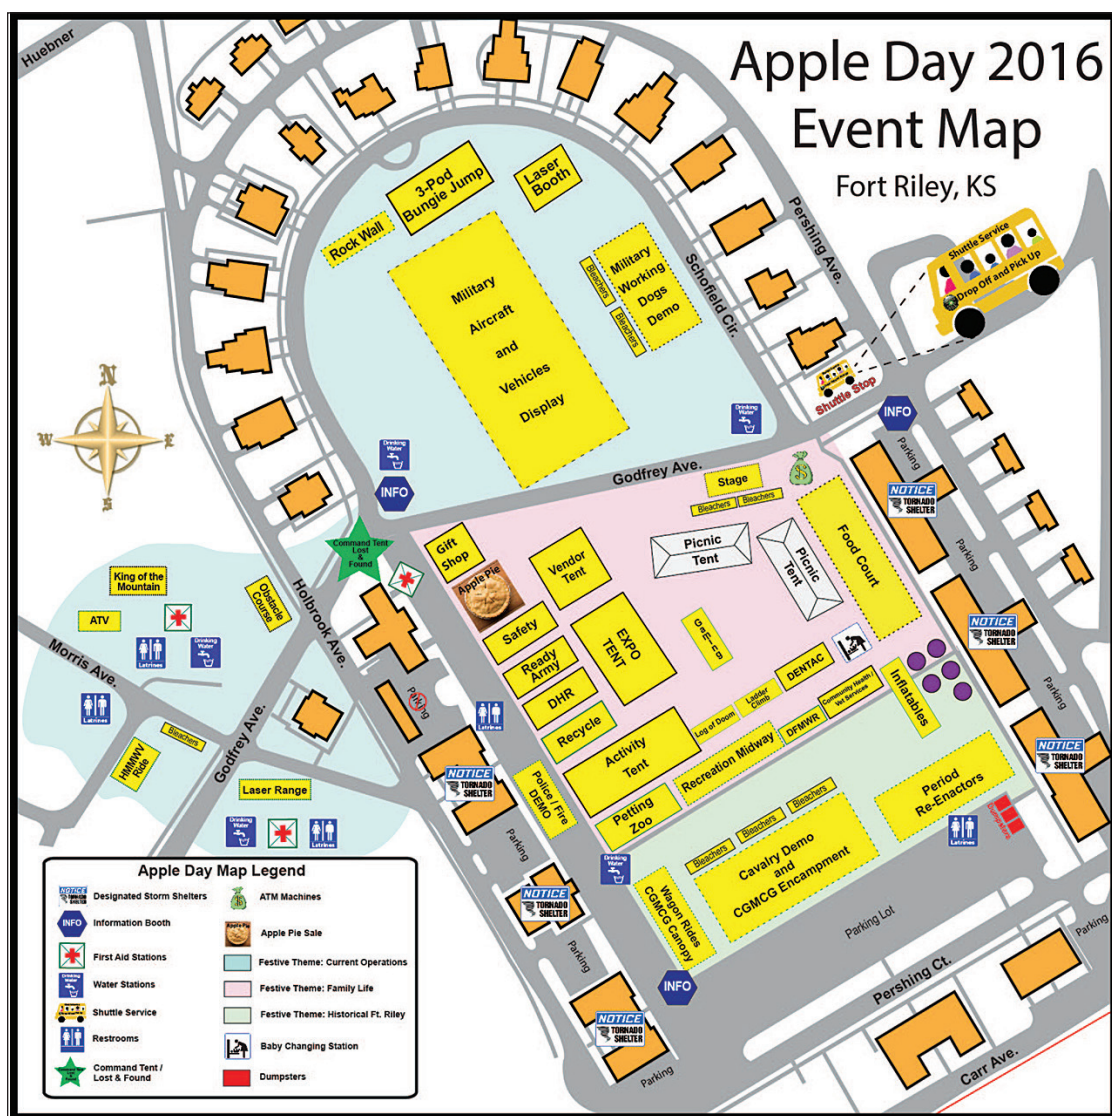 Apple Day 2016
Event Map
Fort Riley, KS
Huebner
Pershing Ave.
Shuttle Service
Drop Off and Pick Up
Shuttle Stop
3-Pod
Bungie Jump
Laser
Booth
Rock Wall
Military
Aircraft
and
Vehicles
Display
Bleachers
Bleachers
Military
Working
Dogs
Demo
Schofield Cir.
N
W
E
S
Drinking
Water
INFO
Drinking
Water
INFO
Parking
Godfrey Ave.
Stage
Bleachers
Bleachers
NOTICE
TORNADO
SHELTER
Parking
Command Tent
Lost
&
Found
Gift
Shop
Apple Pie
Vendor
Tent
Picnic
Tent
Picnic
Tent
Food Court
King of the
Mountain
ATV
Obstacle
Course
Holbrook Ave.
Latrines
Drinking
Water
Safety
Ready
Army
DHR
Recycle
EXPO
TENT
Gaming
NOTICE
TORNADO
SHELTER
Parking
Morris Ave.
Latrines
Parking
Latrines
DENTAC
Ladder
Climb
Log of Doom
Community Health /
Vet Services
DFMWR
Inflatables
Bleachers
HMMWV
Ride
Godfrey Ave.
Activity
Tent
Recreation Midway
NOTICE
TORNADO
SHELTER
NOTICE
TORNADO
SHELTER
Laser Range
Police / Fire
DEMO
Petting
Zoo
Period
Re-Enactors
Drinking
Water
Latrines
Parking
Bleachers
Bleachers
Bleachers
Latrines
Dumpsters
Parking
Drinking
Water
Cavalry Demo
and
CGMCG Encampment
Wagon Rides
CGMCG Canopy
NOTICE
TORNADO
SHELTER
Parking Lot
Parking
Parking
INFO
Pershing Ct.
Parking
NOTICE
TORNADO
SHELTER
Parking
Carr Ave.
Apple Day Map Legend
NOTICE
TORNADO
SHELTER
Designated Storm Shelters
ATM Machines
INFO
Information Booth
Apple Pie
Apple Pie Sale
First Aid Stations
Festive Theme: Current Operations
Drinking
Water
Water Stations
Festive Theme: Family Life
Shuttle Service
Festive Theme: Historical Ft. Riley
Restrooms
Baby Changing Station
Command Tent /
Lost & Found
Dumpsters